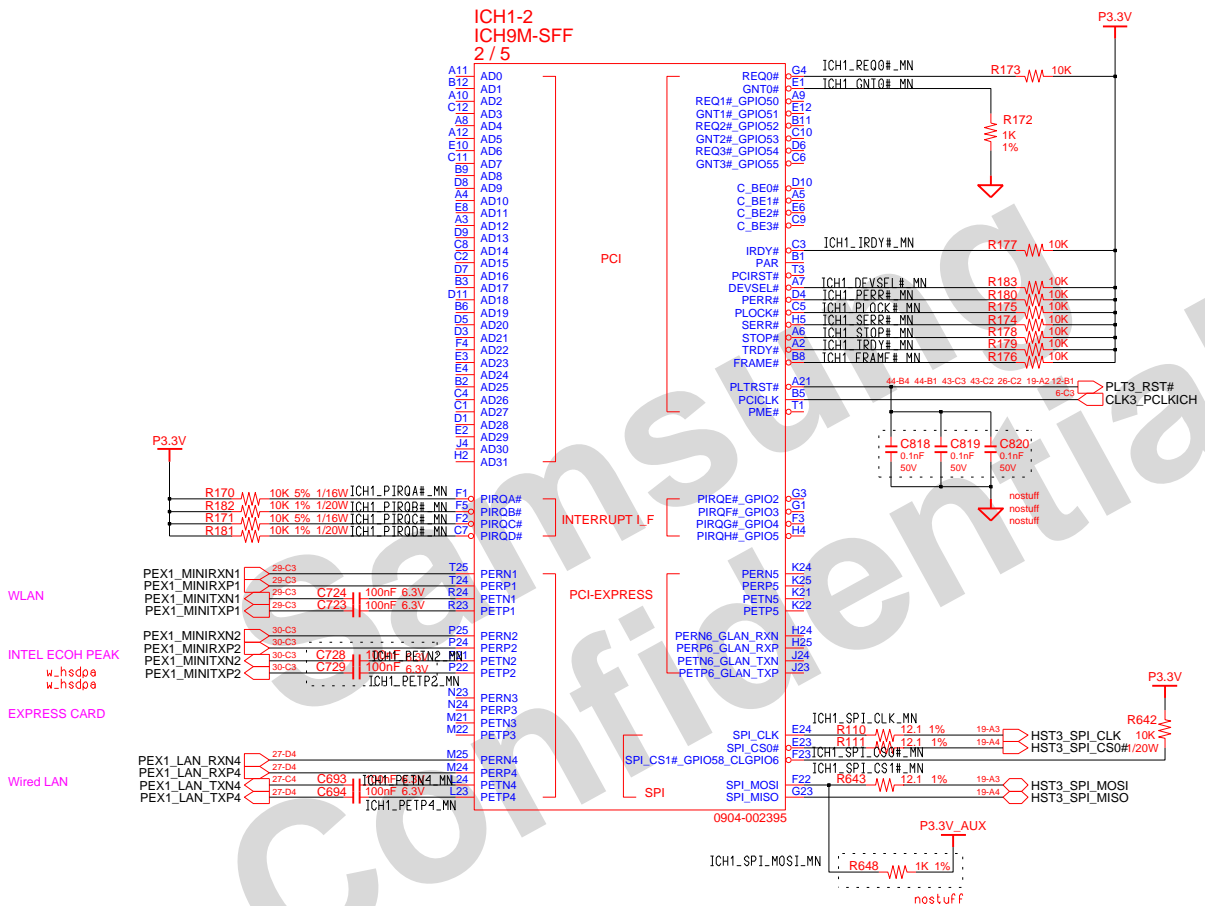 ICH1-2
ICH9M-SFF
2 / 5
P3.3V
A11 AD0
B12 AD1
A10 AD2
C12 AD3
A8 AD4
A12 AD5
E10 AD6
C11 AD7
B9 AD8
D8 AD9
A4 AD10
E8 AD11
A3 AD12
D9 AD13
C8 AD14
C2 AD15
D7 AD16
B3 AD17
D11 AD18
B6 AD19
D5 AD20
D3 AD21
F4 AD22
E3 AD23
E4 AD24
B2 AD25
C4 AD26
C1 AD27
D1 AD28
E2 AD29
J4 AD30
H2 AD31
PCI
REQ0# G4 ICH1_REQ0#_MN R173 10K
GNT0# E1 ICH1_GNT0#_MN
REQ1#_GPIO50 A9
GNT1#_GPIO51 E12
REQ2#_GPIO52 B11
GNT2#_GPIO53 C10
REQ3#_GPIO54 D6
GNT3#_GPIO55 C6
R172
1K
1%
C_BE0# D10
C_BE1# A5
C_BE2# E6
C_BE3# C9
IRDY# C3 ICH1_IRDY#_MN R177 10K
PAR B1
PCIRST# T3
DEVSEL# A7 ICH1_DEVSEL#_MN R183 10K
PERR# D4 ICH1_PERR#_MN R180 10K
PLOCK# C5 ICH1_PLOCK#_MN R175 10K
SERR# H5 ICH1_SERR#_MN R174 10K
STOP# A6 ICH1_STOP#_MN R178 10K
TRDY# A2 ICH1_TRDY#_MN R179 10K
FRAME# B8 ICH1_FRAME#_MN R176 10K
PLTRST# A21 44-B4 44-B1 43-C3 43-C2 26-C2 19-A2 12-B1 PLT3_RST#
PCICLK B5 6-C3 CLK3_PCLKICH
PME# T1
C818 C819 C820
0.1nF 0.1nF 0.1nF
50V 50V 50V
nostuff
nostuff
nostuff
P3.3V
R170 10K 5% 1/16W ICH1_PIRQA#_MN F1 PIRQA#
R182 10K 1% 1/20W ICH1_PIRQB#_MN F5 PIRQB#
R171 10K 5% 1/16W ICH1_PIRQC#_MN F2 PIRQC#
R181 10K 1% 1/20W ICH1_PIRQD#_MN C7 PIRQD#
INTERRUPT I_F
PIRQE#_GPIO2 G3
PIRQF#_GPIO3 G1
PIRQG#_GPIO4 F3
PIRQH#_GPIO5 H4
WLAN
PEX1_MINIRXN1 29-C3 T25 PERN1
PEX1_MINIRXP1 29-C3 T24 PERP1
PEX1_MINITXN1 29-C3 C724 100nF 6.3V R24 PETN1
PEX1_MINITXP1 29-C3 C723 100nF 6.3V R23 PETP1
PCI-EXPRESS
PERN5 K24
PERP5 K25
PETN5 K21
PETP5 K22
INTEL ECOH PEAK
w_hsdpa
w_hsdpa
PEX1_MINIRXN2 30-C3 P25 PERN2
PEX1_MINIRXP2 30-C3 P24 PERP2
PEX1_MINITXN2 30-C3 C728 ICH1_PETN2_MN PETN2
PEX1_MINITXP2 30-C3 C729 100nF 6.3V P22 PETP2
ICH1_PETP2_MN
PERN6_GLAN_RXN H24
PERP6_GLAN_RXP H25
PETN6_GLAN_TXN J24
PETP6_GLAN_TXP J23
EXPRESS CARD
N23 PERN3
N24 PERP3
M21 PETN3
M22 PETP3
Wired LAN
PEX1_LAN_RXN4 27-D4 M25 PERN4
PEX1_LAN_RXP4 27-D4 M24 PERP4
PEX1_LAN_TXN4 27-C4 C693 ICH1_PETN4_MN L24 PETN4
PEX1_LAN_TXP4 27-D4 C694 100nF 6.3V L23 PETP4
ICH1_PETP4_MN
SPI
P3.3V
R642
10K
1/20W
ICH1_SPI_CLK_MN
SPI_CLK E24 R110 12.1 1% 19-A3 HST3_SPI_CLK
SPI_CS0# E23 R111 12.1 1% 19-A4 HST3_SPI_CS0#
SPI_CS1#_GPIO58_CLGPIO6 F23 ICH1_SPI_CS0#_MN
ICH1_SPI_CS1#_MN
SPI_MOSI F22 R643 12.1 1% 19-A3 HST3_SPI_MOSI
SPI_MISO G23 19-A4 HST3_SPI_MISO
0904-002395
P3.3V_AUX
ICH1_SPI_MOSI_MN R648 1K 1%
nostuff
Samsung
Confidential